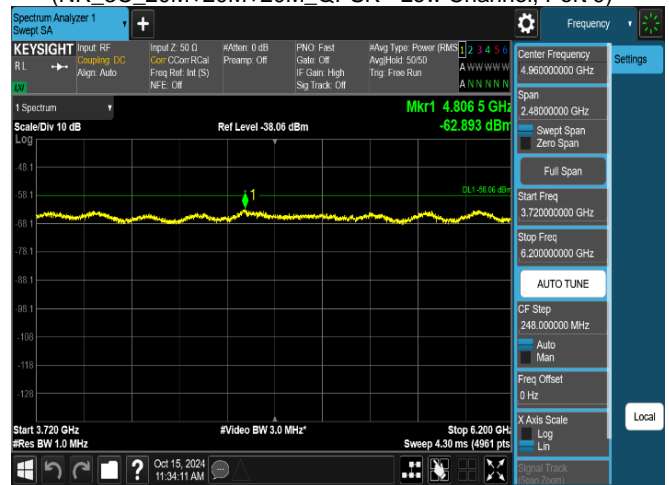 Spectrum Analyzer 1
Swept SA
Frequency
KEYSIGHT
RL
Input: RF
Coupling: DC
Align: Auto
Input Z: 50 Ω
Corr CCorr RCal
Freq Ref: Int (S)
NFE: Off
#Atten: 0 dB
Preamp: Off
PNO: Fast
Gate: Off
IF Gain: High
Sig Track: Off
#Avg Type: Power (RMS
Avg|Hold: 50/50
Trig: Free Run
1 2 3 4 5 6
A W W W W W
A N N N N N
1 Spectrum
Scale/Div 10 dB
Log
Ref Level -38.06 dBm
Mkr1 4.806 5 GHz
-62.893 dBm
-48.1
-58.1
-68.1
-78.1
-88.1
-98.1
-108
-118
-128
1
DL1 -58.06 dBm
Start 3.720 GHz
#Res BW 1.0 MHz
#Video BW 3.0 MHz*
Stop 6.200 GHz
Sweep 4.30 ms (4961 pts
Oct 15, 2024
11:34:11 AM
Center Frequency
4.960000000 GHz
Span
2.48000000 GHz
Swept Span
Zero Span
Full Span
Start Freq
3.720000000 GHz
Stop Freq
6.200000000 GHz
AUTO TUNE
CF Step
248.000000 MHz
Auto
Man
Freq Offset
0 Hz
X Axis Scale
Log
Lin
Signal Track
(Span Zoom)
Settings
Local